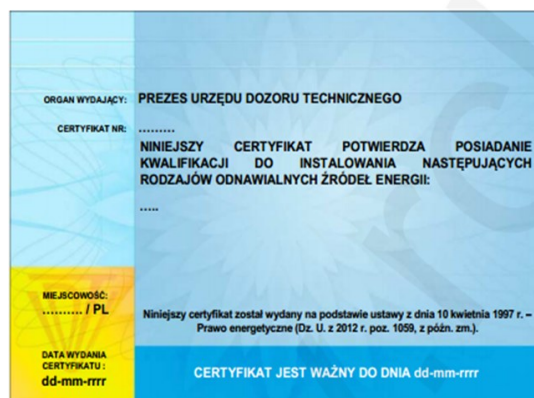 ORGAN WYDAJĄCY: PREZES URZĘDU DOZORU TECHNICZNEGO
CERTYFIKAT NR: .........
NINIEJSZY CERTYFIKAT POTWIERDZA POSIADANIE
KWALIFIKACJI DO INSTALOWANIA NASTĘPUJĄCYCH
RODZAJÓW ODNAWIALNYCH ŹRÓDEŁ ENERGII:
.....
MIEJSCOWOŚĆ:
.......... / PL
Niniejszy certyfikat został wydany na podstawie ustawy z dnia 10 kwietnia 1997 r. –
Prawo energetyczne (Dz. U. z 2012 r. poz. 1059, z późn. zm.).
DATA WYDANIA
CERTYFIKATU :
dd-mm-rrrr
CERTYFIKAT JEST WAŻNY DO DNIA dd-mm-rrrr